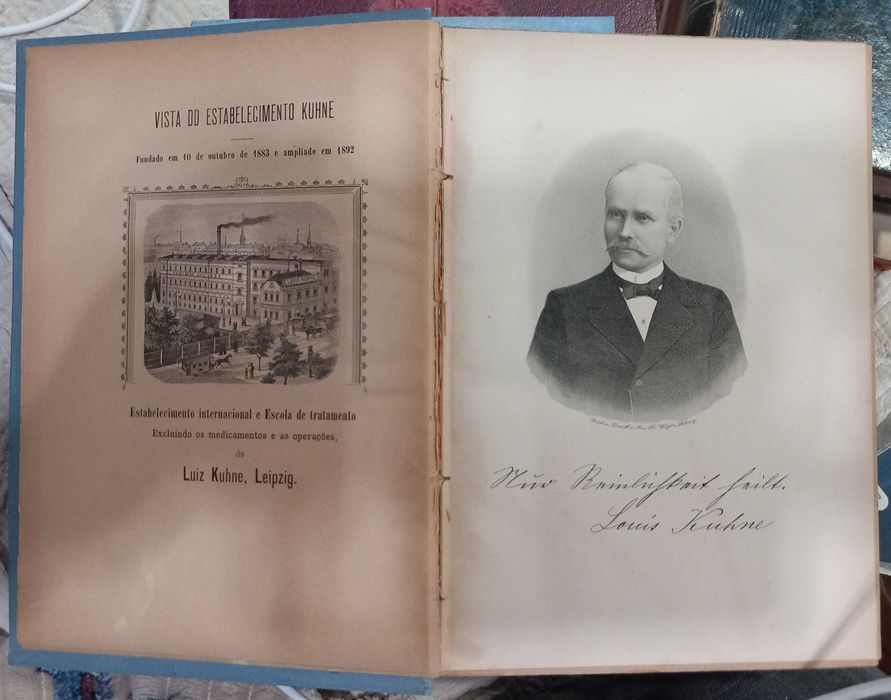 VISTA DO ESTABELECIMENTO KUHNE
Fundado em 10 de outubro de 1883 e ampliado em 1892
Estabelecimento internacional e Escola de tratamento
Excluindo os medicamentos e as operações,
de
Luiz Kuhne, Leipzig.
Nur Reinlichkeit heilt.
Louis Kuhne